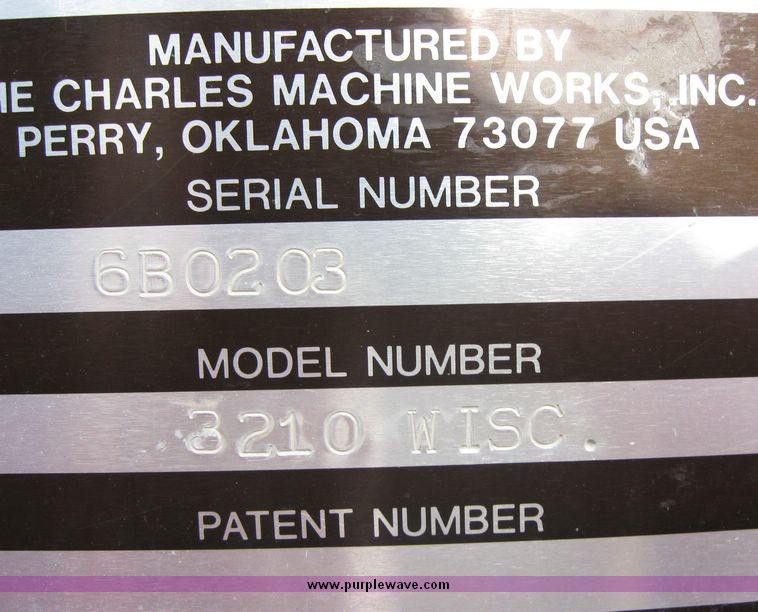 MANUFACTURED BY
HE CHARLES MACHINE WORKS, INC.
PERRY, OKLAHOMA 73077 USA
SERIAL NUMBER
6B0203
MODEL NUMBER
3210 WISC.
PATENT NUMBER
www.purplewave.com